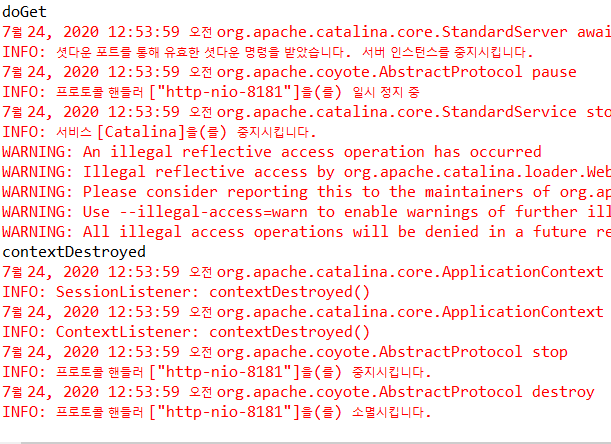 doGet
7월 24, 2020 12:53:59 오전 org.apache.catalina.core.StandardServer awai
INFO: 셧다운 포트를 통해 유효한 셧다운 명령을 받았습니다. 서버 인스턴스를 중지시킵니다.
7월 24, 2020 12:53:59 오전 org.apache.coyote.AbstractProtocol pause
INFO: 프로토콜 핸들러 ["http-nio-8181"]을(를) 일시 정지 중
7월 24, 2020 12:53:59 오전 org.apache.catalina.core.StandardService sto
INFO: 서비스 [Catalina]을(를) 중지시킵니다.
WARNING: An illegal reflective access operation has occurred
WARNING: Illegal reflective access by org.apache.catalina.loader.Web
WARNING: Please consider reporting this to the maintainers of org.ap
WARNING: Use --illegal-access=warn to enable warnings of further ill
WARNING: All illegal access operations will be denied in a future re
contextDestroyed
7월 24, 2020 12:53:59 오전 org.apache.catalina.core.ApplicationContext
INFO: SessionListener: contextDestroyed()
7월 24, 2020 12:53:59 오전 org.apache.catalina.core.ApplicationContext
INFO: ContextListener: contextDestroyed()
7월 24, 2020 12:53:59 오전 org.apache.coyote.AbstractProtocol stop
INFO: 프로토콜 핸들러 ["http-nio-8181"]을(를) 중지시킵니다.
7월 24, 2020 12:53:59 오전 org.apache.coyote.AbstractProtocol destroy
INFO: 프로토콜 핸들러 ["http-nio-8181"]을(를) 소멸시킵니다.